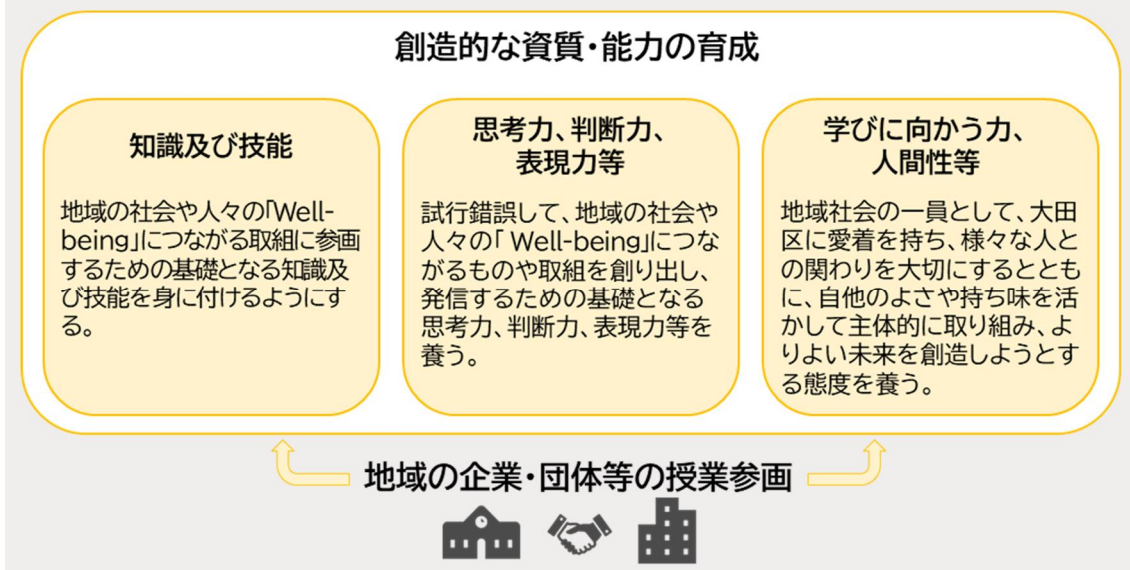 創造的な資質・能力の育成
知識及び技能
地域の社会や人々の「Well-
being」につながる取組に参画
するための基礎となる知識及
び技能を身に付けるようにす
る。
思考力、判断力、
表現力等
試行錯誤して、地域の社会や
人々の「 Well-being」につな
がるものや取組を創り出し、
発信するための基礎となる
思考力、判断力、表現力等を
養う。
学びに向かう力、
人間性等
地域社会の一員として、大田
区に愛着を持ち、様々な人と
の関わりを大切にするととも
に、自他のよさや持ち味を活
かして主体的に取り組み、よ
りよい未来を創造しようとす
る態度を養う。
地域の企業・団体等の授業参画